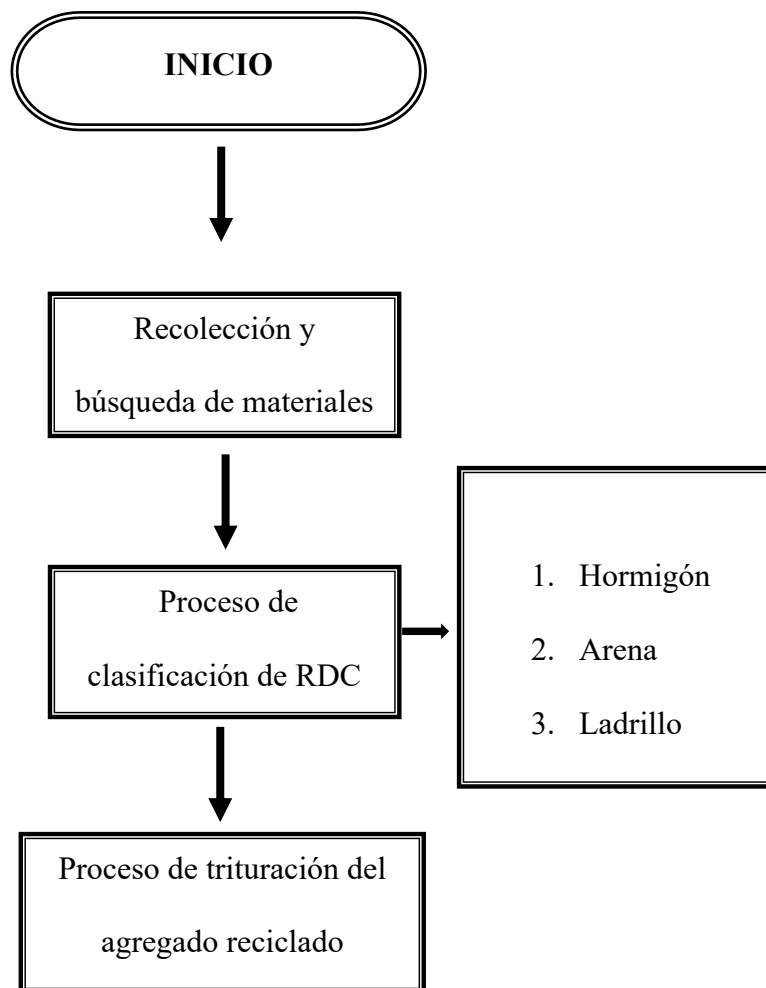 INICIO
Recolección y
búsqueda de materiales
Proceso de
clasificación de RDC
1. Hormigón
2. Arena
3. Ladrillo
Proceso de trituración del
agregado reciclado